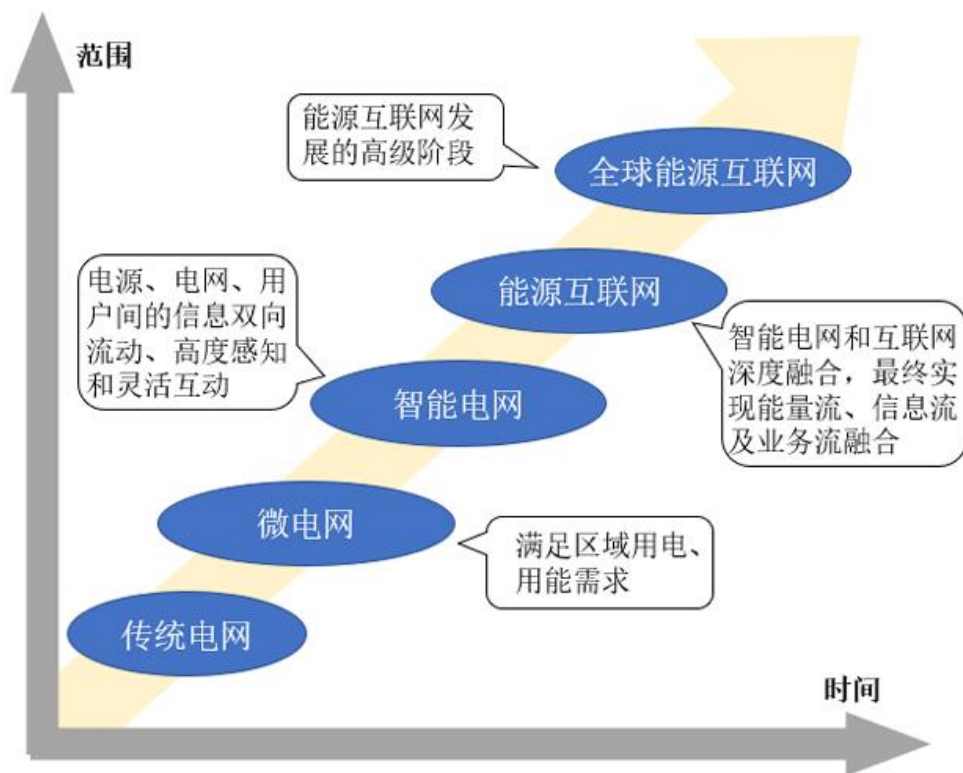 范围
能源互联网发
展的高级阶段
全球能源互联网
能源互联网
电源、电网、用
户间的信息双向
流动、高度感知
和灵活互动
智能电网和互联网
深度融合，最终实
现能量流、信息流
及业务流融合
智能电网
微电网
满足区域用电、
用能需求
传统电网
时间